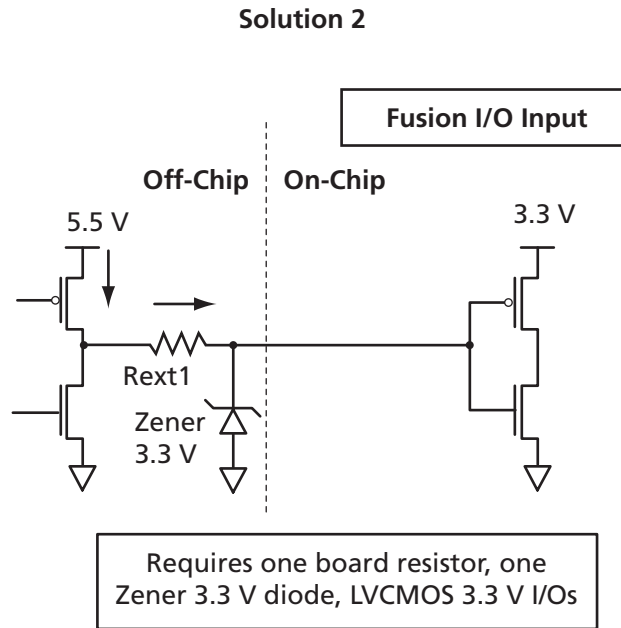 Solution 2
Fusion I/O Input
Off-Chip
On-Chip
5.5 V
3.3 V
Rext1
Zener
3.3 V
Requires one board resistor, one
Zener 3.3 V diode, LVCMOS 3.3 V I/Os